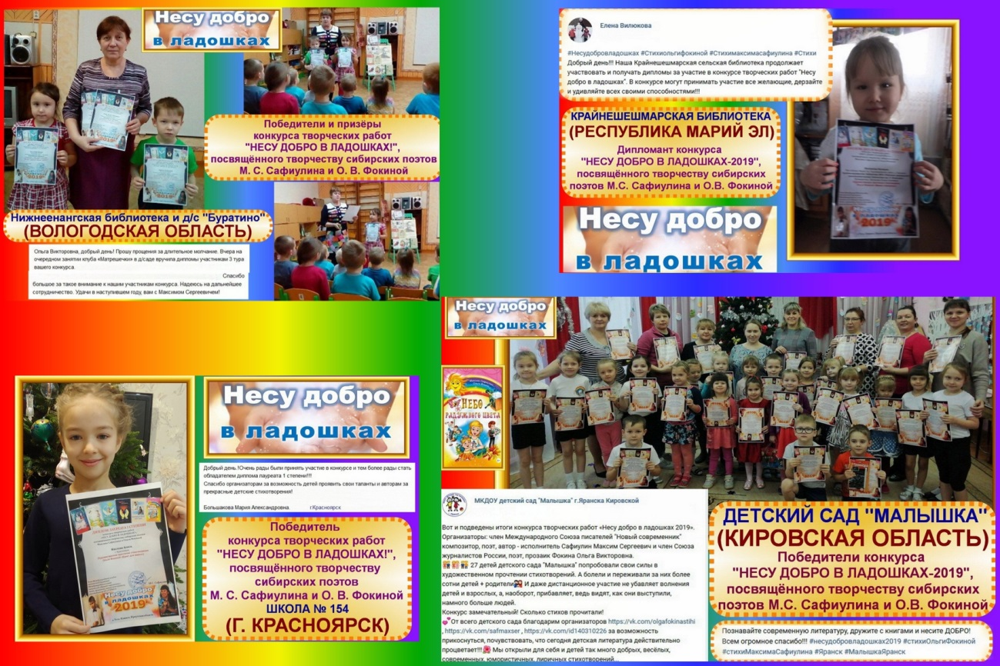 Несу добро
в ладошках
Победители и призёры
конкурса творческих работ
"НЕСУ ДОБРО В ЛАДОШКАХ!",
посвящённого творчеству сибирских поэтов
М. С. Сафиулина и О. В. Фокиной
2019
Нижнеенангская библиотека и д/с "Буратино"
(ВОЛОГОДСКАЯ ОБЛАСТЬ)
Ольга Викторовна, добрый день! Прошу прощения за длительное молчание. Вчера на
очередном занятии клуба «Матрешечки» в д/саде вручила дипломы участникам 3 тура
вашего конкурса.
Спасибо
большое за такое внимание к нашим участникам конкурса. Надеюсь на дальнейшее
сотрудничество. Удачи в наступившем году, вам с Максимом Сергеевичем!
Елена Вилюкова
#Несудобровладошках #Стихиольгифокиной #Стихимаксимасафиулина #Стихи
Добрый день!!! Наша Крайнешешмарская сельская библиотека продолжает
участвовать и получать дипломы за участие в конкурсе творческих работ "Несу
добро в ладошках". В конкурсе могут принимать участие все желающие, дерзайте
и удивляйте всех своими способностями!!!
КРАЙНЕШЕШМАРСКАЯ БИБЛИОТЕКА
(РЕСПУБЛИКА МАРИЙ ЭЛ)
Дипломант конкурса
"НЕСУ ДОБРО В ЛАДОШКАХ-2019",
посвящённого творчеству сибирских
поэтов М.С. Сафиулина и О.В. Фокиной
Несу добро
в ладошках
2019
Несу добро
в ладошках
Добрый день.!Очень рады были принять участие в конкурсе и тем более рады стать
обладателем диплома лауреата 1 степени!!!
Спасибо организаторам за возможность детей проявить свои таланты и авторам за
прекрасные детские стихотворения!
Большакова Мария Александровна. г.Красноярск
Победитель
конкурса творческих работ
"НЕСУ ДОБРО В ЛАДОШКАХ!",
посвящённого творчеству
сибирских поэтов
М. С. Сафиулина и О. В. Фокиной
ШКОЛА № 154
(Г. КРАСНОЯРСК)
Несу добро
в ладошках
2019
Несу добро
в ладошках
НЕБО
РАДУЖНОГО ЦВЕТА
МКДОУ детский сад "Малышка" г.Яранска Кировской
Вот и подведены итоги конкурса творческих работ «Несу добро в ладошках 2019».
Организаторы: член Международного Союза писателей "Новый современник"
композитор, поэт, автор - исполнитель Сафиулин Максим Сергеевич и член Союза
журналистов России, поэт, прозаик Фокина Ольга Викторовна.
27 детей детского сада "Малышка" попробовали свои силы в
художественном прочтении стихотворений. А болели и переживали за них более
сотни детей + родители И даже дистанционное участие не убавляет волнения
детей и взрослых, а, наоборот, прибавляет, ведь видят, как они выступили,
намного больше людей.
Конкурс замечательный! Сколько стихов прочитали!
От всего детского сада благодарим организаторов https://vk.com/olgafokinastihi
, https://vk.com/safmaxser , https://vk.com/id140310226 за возможность
прикоснуться, почувствовать, что сегодня детская литература действительно
процветает!!! Мы открыли для себя и детей так много добрых, весёлых,
современных, юмористичных, лиричных стихотворений...
ДЕТСКИЙ САД "МАЛЫШКА"
(КИРОВСКАЯ ОБЛАСТЬ)
Победители конкурса
"НЕСУ ДОБРО В ЛАДОШКАХ-2019",
посвящённого творчеству сибирских
поэтов М.С. Сафиулина и О.В. Фокиной
Познавайте современную литературу, дружите с книгами и несите ДОБРО!
Всем огромное спасибо!!! #несудобровладошках2019 #стихиОльгиФокиной
#стихиМаксимаСафиулина #Яранск #МалышкаЯранск